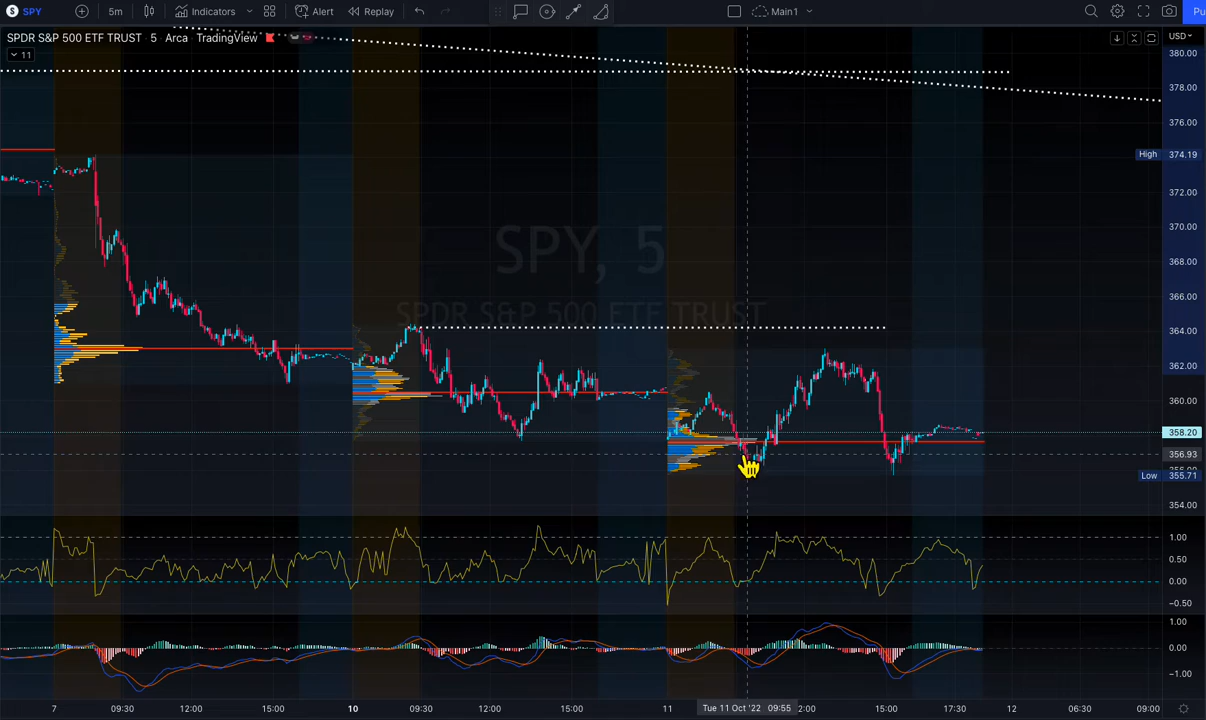 SPY 5m Indicators Alert Replay Main1 Pu
SPDR S&P 500 ETF TRUST · 5 · Arca · TradingView
USD
11
380.00
378.00
376.00
High 374.19
372.00
370.00
368.00
366.00
364.00
362.00
360.00
358.20
356.93
Low 355.71
354.00
SPY, 5
SPDR S&P 500 ETF TRUST
1.00
0.50
0.00
−0.50
1.00
0.00
−1.00
7 09:30 12:00 15:00 10 09:30 12:00 15:00 11 Tue 11 Oct '22 09:55 2:00 15:00 17:30 12 06:30 09:00